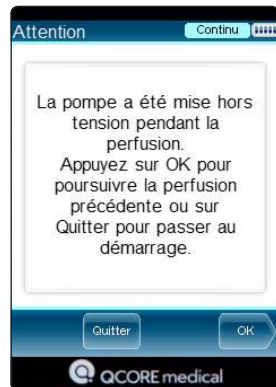 Attention Continu
La pompe a été mise hors
tension pendant la
perfusion.
Appuyez sur OK pour
poursuivre la perfusion
précédente ou sur
Quitter pour passer au
démarrage.
Quitter OK
QCORE medical